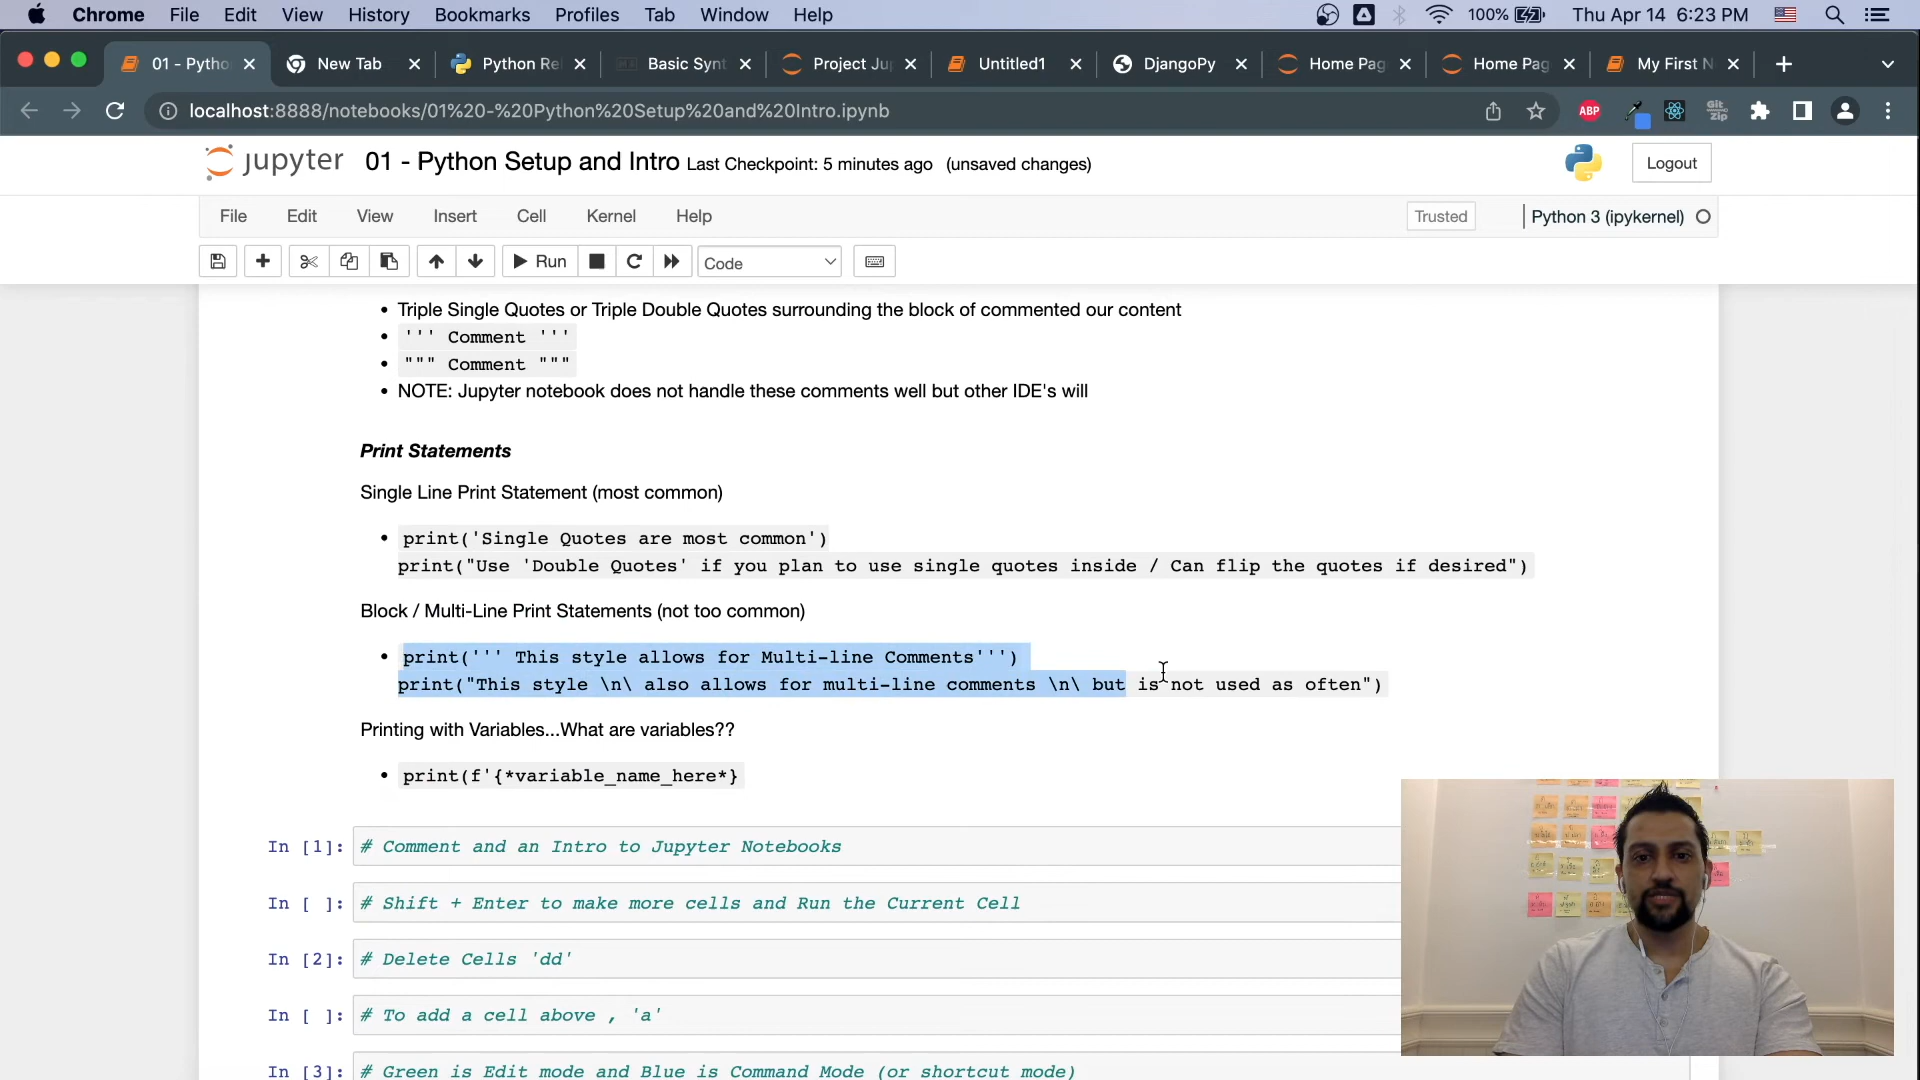 Chrome File Edit View History Bookmarks Profiles Tab Window Help 100% Thu Apr 14 6:23 PM
01 - Pytho New Tab Python Re Basic Synt Project Ju Untitled1 DjangoPy Home Pag Home Pag My First N
localhost:8888/notebooks/01%20-%20Python%20Setup%20and%20Intro.ipynb ABP Git Zip
jupyter 01 - Python Setup and Intro Last Checkpoint: 5 minutes ago (unsaved changes) Logout
File Edit View Insert Cell Kernel Help Trusted Python 3 (ipykernel)
Run Code
• Triple Single Quotes or Triple Double Quotes surrounding the block of commented our content
• ''' Comment '''
• """ Comment """
• NOTE: Jupyter notebook does not handle these comments well but other IDE's will
Print Statements
Single Line Print Statement (most common)
• print('Single Quotes are most common')
print("Use 'Double Quotes' if you plan to use single quotes inside / Can flip the quotes if desired")
Block / Multi-Line Print Statements (not too common)
• print(''' This style allows for Multi-line Comments''')
print("This style \n\ also allows for multi-line comments \n\ but is not used as often")
Printing with Variables...What are variables??
• print(f'{*variable_name_here*}
In [1]: # Comment and an Intro to Jupyter Notebooks
In [ ]: # Shift + Enter to make more cells and Run the Current Cell
In [2]: # Delete Cells 'dd'
In [ ]: # To add a cell above , 'a'
In [3]: # Green is Edit mode and Blue is Command Mode (or shortcut mode)